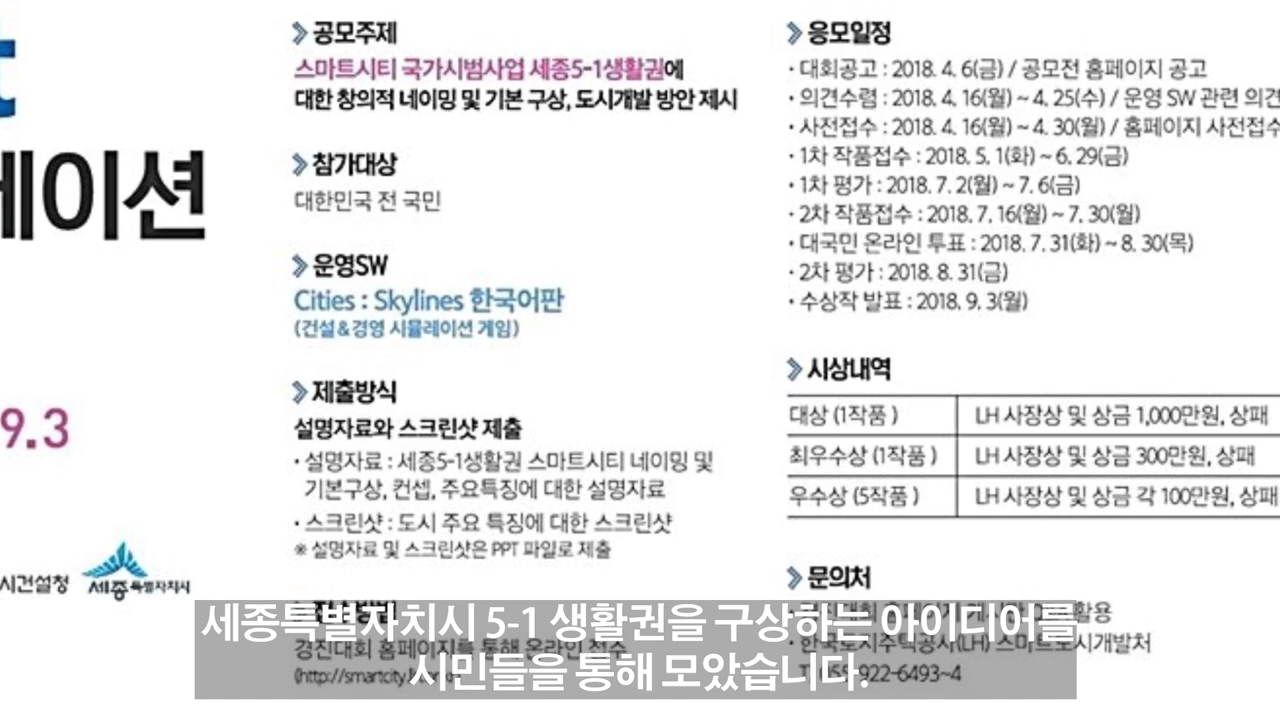 케이션
9.3
시건설청
세종특별자치시
공모주제
스마트시티 국가시범사업 세종5-1생활권에
대한 창의적 네이밍 및 기본 구상, 도시개발 방안 제시
참가대상
대한민국 전 국민
운영SW
Cities : Skylines 한국어판
(건설&경영 시뮬레이션 게임)
제출방식
설명자료와 스크린샷 제출
· 설명자료 : 세종5-1생활권 스마트시티 네이밍 및
기본구상, 컨셉, 주요특징에 대한 설명자료
· 스크린샷 : 도시 주요 특징에 대한 스크린샷
※ 설명자료 및 스크린샷은 PPT 파일로 제출
경진대회 홈페이지를 통해 온라인 접수
(http://smartcity
응모일정
· 대회공고 : 2018. 4. 6(금) / 공모전 홈페이지 공고
· 의견수렴 : 2018. 4. 16(월) ~ 4. 25(수) / 운영 SW 관련 의견
· 사전접수 : 2018. 4. 16(월) ~ 4. 30(월) / 홈페이지 사전접수
· 1차 작품접수 : 2018. 5. 1(화) ~ 6. 29(금)
· 1차 평가 : 2018. 7. 2(월) ~ 7. 6(금)
· 2차 작품접수 : 2018. 7. 16(월) ~ 7. 30(월)
· 대국민 온라인 투표 : 2018. 7. 31(화) ~ 8. 30(목)
· 2차 평가 : 2018. 8. 31(금)
· 수상작 발표 : 2018. 9. 3(월)
시상내역
대상 (1작품 ) LH 사장상 및 상금 1,000만원, 상패
최우수상 (1작품 ) LH 사장상 및 상금 300만원, 상패
우수상 (5작품 ) LH 사장상 및 상금 각 100만원, 상패
문의처
활용
· 한국토지주택공사(LH) 스마트도시개발처
T. 055-922-6493~4
세종특별자치시 5-1 생활권을 구상하는 아이디어를
시민들을 통해 모았습니다.